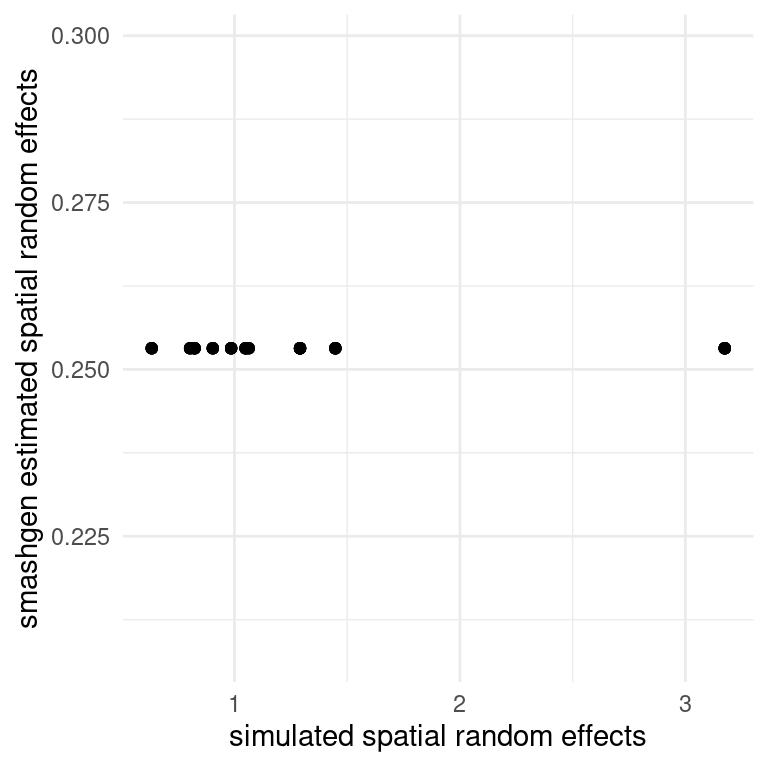 smashgen estimated spatial random effects
0.300
0.275
0.250
0.225
1 2 3
simulated spatial random effects